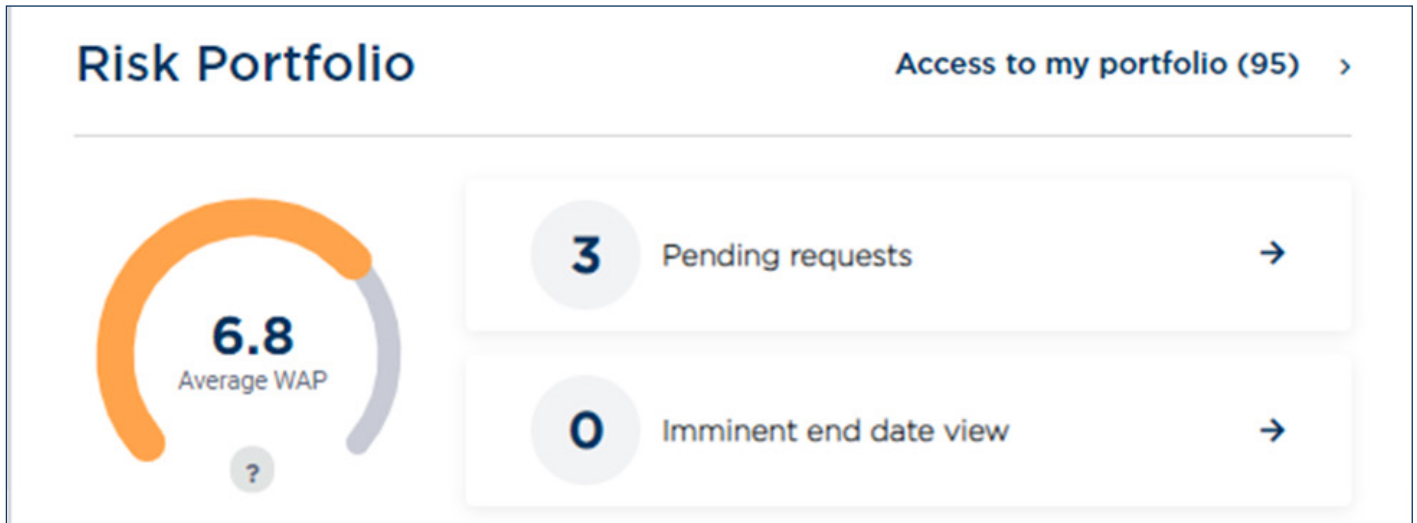 Risk Portfolio
Access to my portfolio (95) >
6.8
Average WAP
?
3 Pending requests →
0 Imminent end date view →